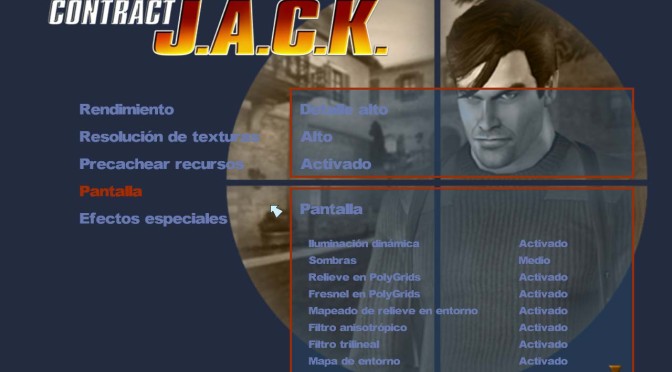 CONTRACT
J.A.C.K.
Rendimiento Detalle alto
Resolución de texturas Alto
Precachear recursos Activado
Pantalla
Efectos especiales
Pantalla
Iluminación dinámica Activado
Sombras Medio
Relieve en PolyGrids Activado
Fresnel en PolyGrids Activado
Mapeado de relieve en entorno Activado
Filtro anisotrópico Activado
Filtro trilineal Activado
Mapa de entorno Activado